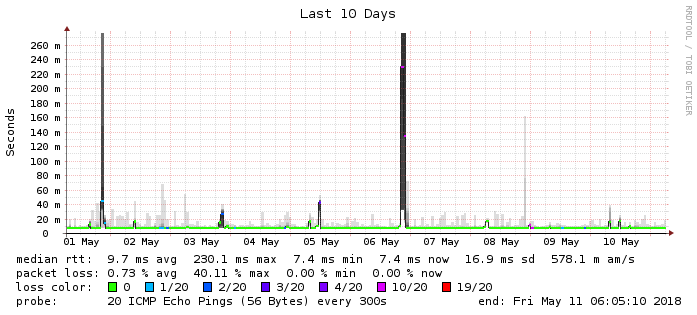 Last 10 Days
RRDTOOL / TOBI OETIKER
Seconds
260 m
240 m
220 m
200 m
180 m
160 m
140 m
120 m
100 m
80 m
60 m
40 m
20 m
0
01 May 02 May 03 May 04 May 05 May 06 May 07 May 08 May 09 May 10 May
median rtt: 9.7 ms avg 230.1 ms max 7.4 ms min 7.4 ms now 16.9 ms sd 578.1 m am/s
packet loss: 0.73 % avg 40.11 % max 0.00 % min 0.00 % now
loss color: 0 1/20 2/20 3/20 4/20 10/20 19/20
probe: 20 ICMP Echo Pings (56 Bytes) every 300s end: Fri May 11 06:05:10 2018